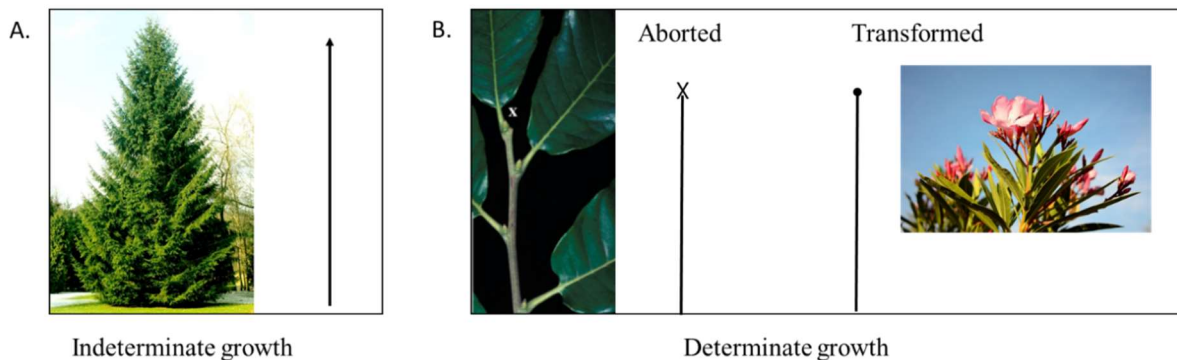 A.
B.
Aborted
Transformed
x
X
Indeterminate growth
Determinate growth